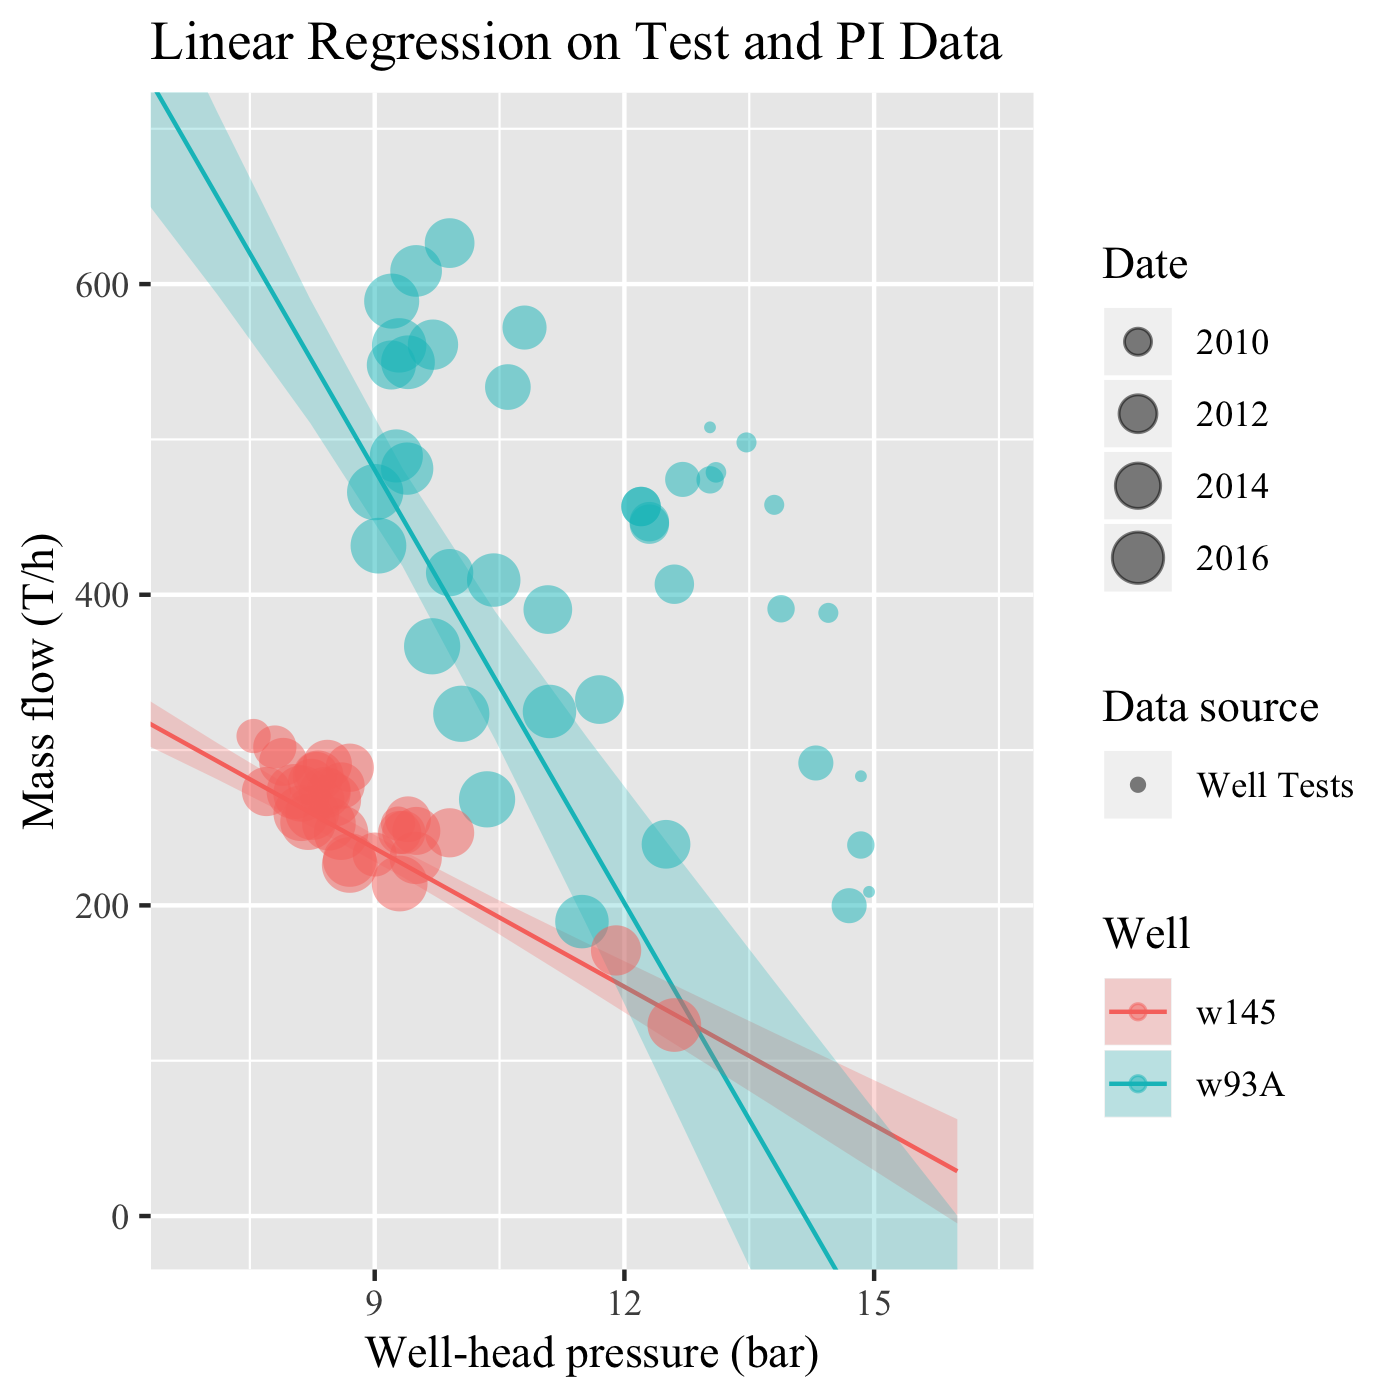 Linear Regression on Test and PI Data
Mass flow (T/h)
600
400
200
0
9
12
15
Well-head pressure (bar)
Date
2010
2012
2014
2016
Data source
Well Tests
Well
w145
w93A